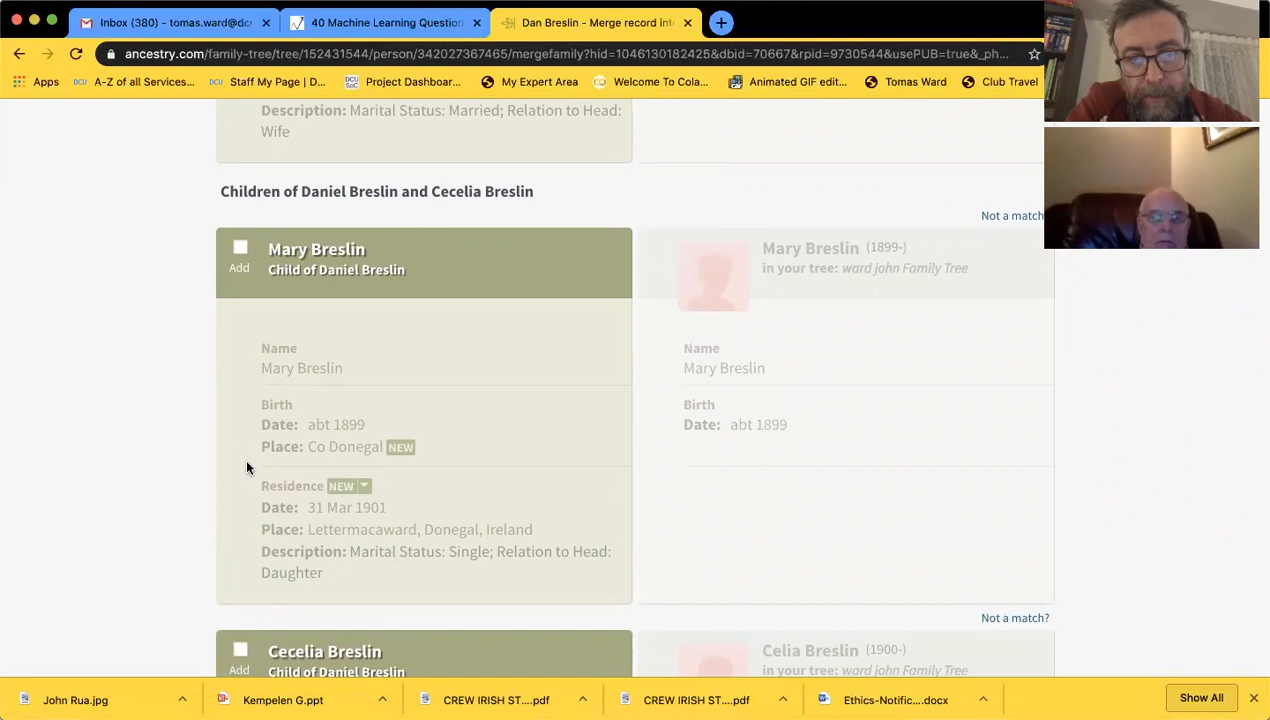 Inbox (380) - tomas.ward@dc
40 Machine Learning Question
Dan Breslin - Merge record int
ancestry.com/family-tree/tree/152431544/person/342027367465/mergefamily?hid=1046130182425&dbid=70667&rpid=9730544&usePUB=true&_ph...
Apps
DCU A-Z of all Services...
DCU Staff My Page | D...
Project Dashboar...
My Expert Area
Welcome To Cola...
Animated GIF edit...
Tomas Ward
Club Travel
Description: Marital Status: Married; Relation to Head:
Wife
Children of Daniel Breslin and Cecelia Breslin
Not a match
Mary Breslin
Add
Child of Daniel Breslin
Mary Breslin (1899-)
in your tree: ward john Family Tree
Name
Mary Breslin
Name
Mary Breslin
Birth
Date: abt 1899
Place: Co Donegal NEW
Birth
Date: abt 1899
Residence NEW
Date: 31 Mar 1901
Place: Lettermacaward, Donegal, Ireland
Description: Marital Status: Single; Relation to Head:
Daughter
Not a match?
Cecelia Breslin
Add
Child of Daniel Breslin
Celia Breslin (1900-)
in your tree: ward john Family Tree
John Rua.jpg
Kempelen G.ppt
CREW IRISH ST....pdf
CREW IRISH ST....pdf
Ethics-Notific....docx
Show All